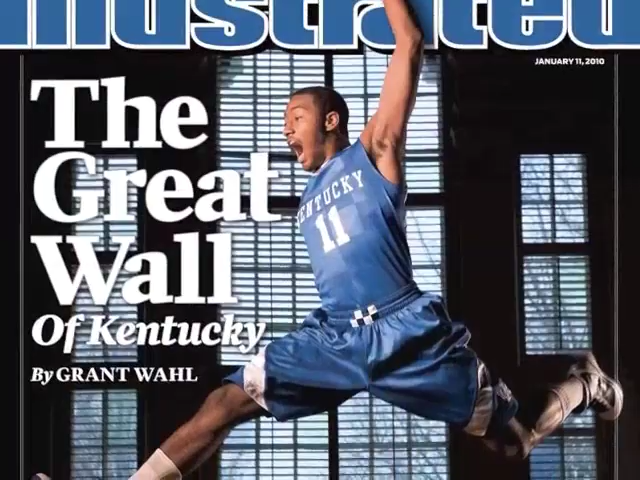 Illustrated
JANUARY 11, 2010
The
Great
Wall
Of Kentucky
By GRANT WAHL
KENTUCKY
11